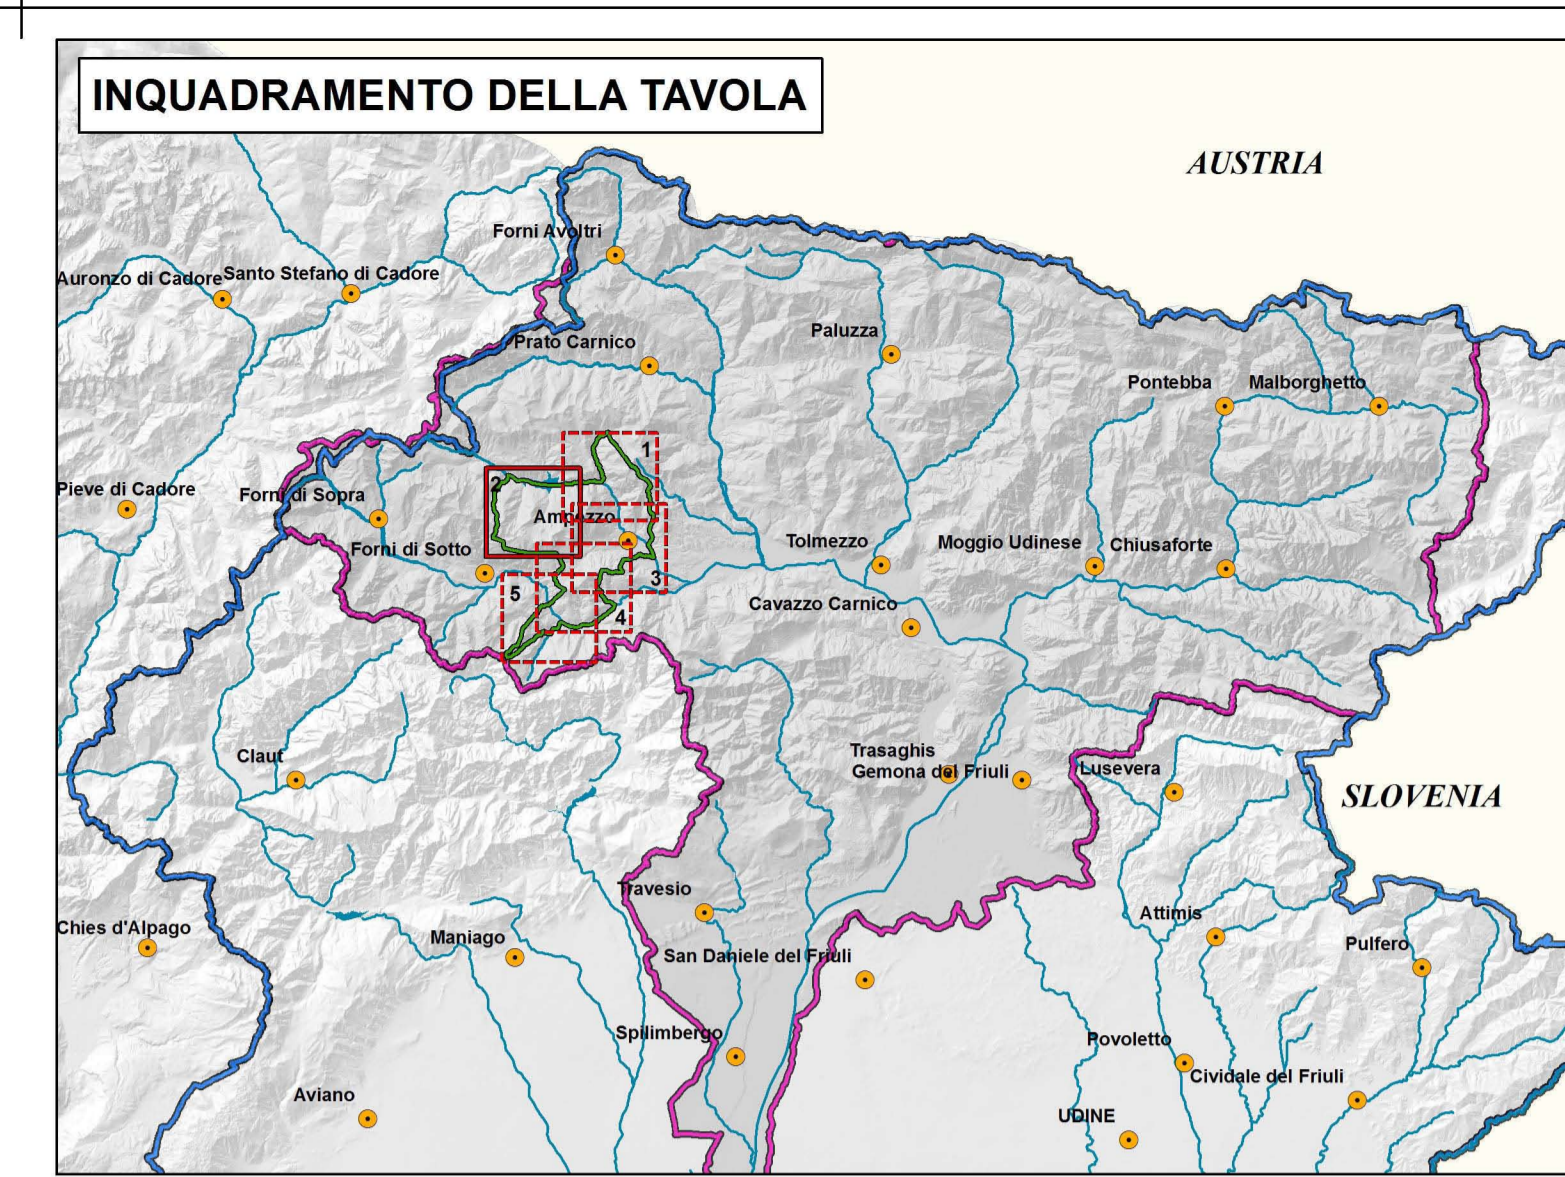 INQUADRAMENTO DELLA TAVOLA
AUSTRIA
Forni Avoltri
Auronzo di Cadore
Santo Stefano di Cadore
Paluzza
Prato Carnico
Pontebba
Malborghetto
1
2
Pieve di Cadore
Forni di Sopra
Ampezzo
Forni di Sotto
Tolmezzo
Moggio Udinese
Chiusaforte
3
5
Cavazzo Carnico
4
Claut
Trasaghis
Gemona del Friuli
Lusevera
SLOVENIA
Travesio
Attimis
Chies d'Alpago
Maniago
Pulfero
San Daniele del Friuli
Spilimbergo
Povoletto
Cividale del Friuli
Aviano
UDINE